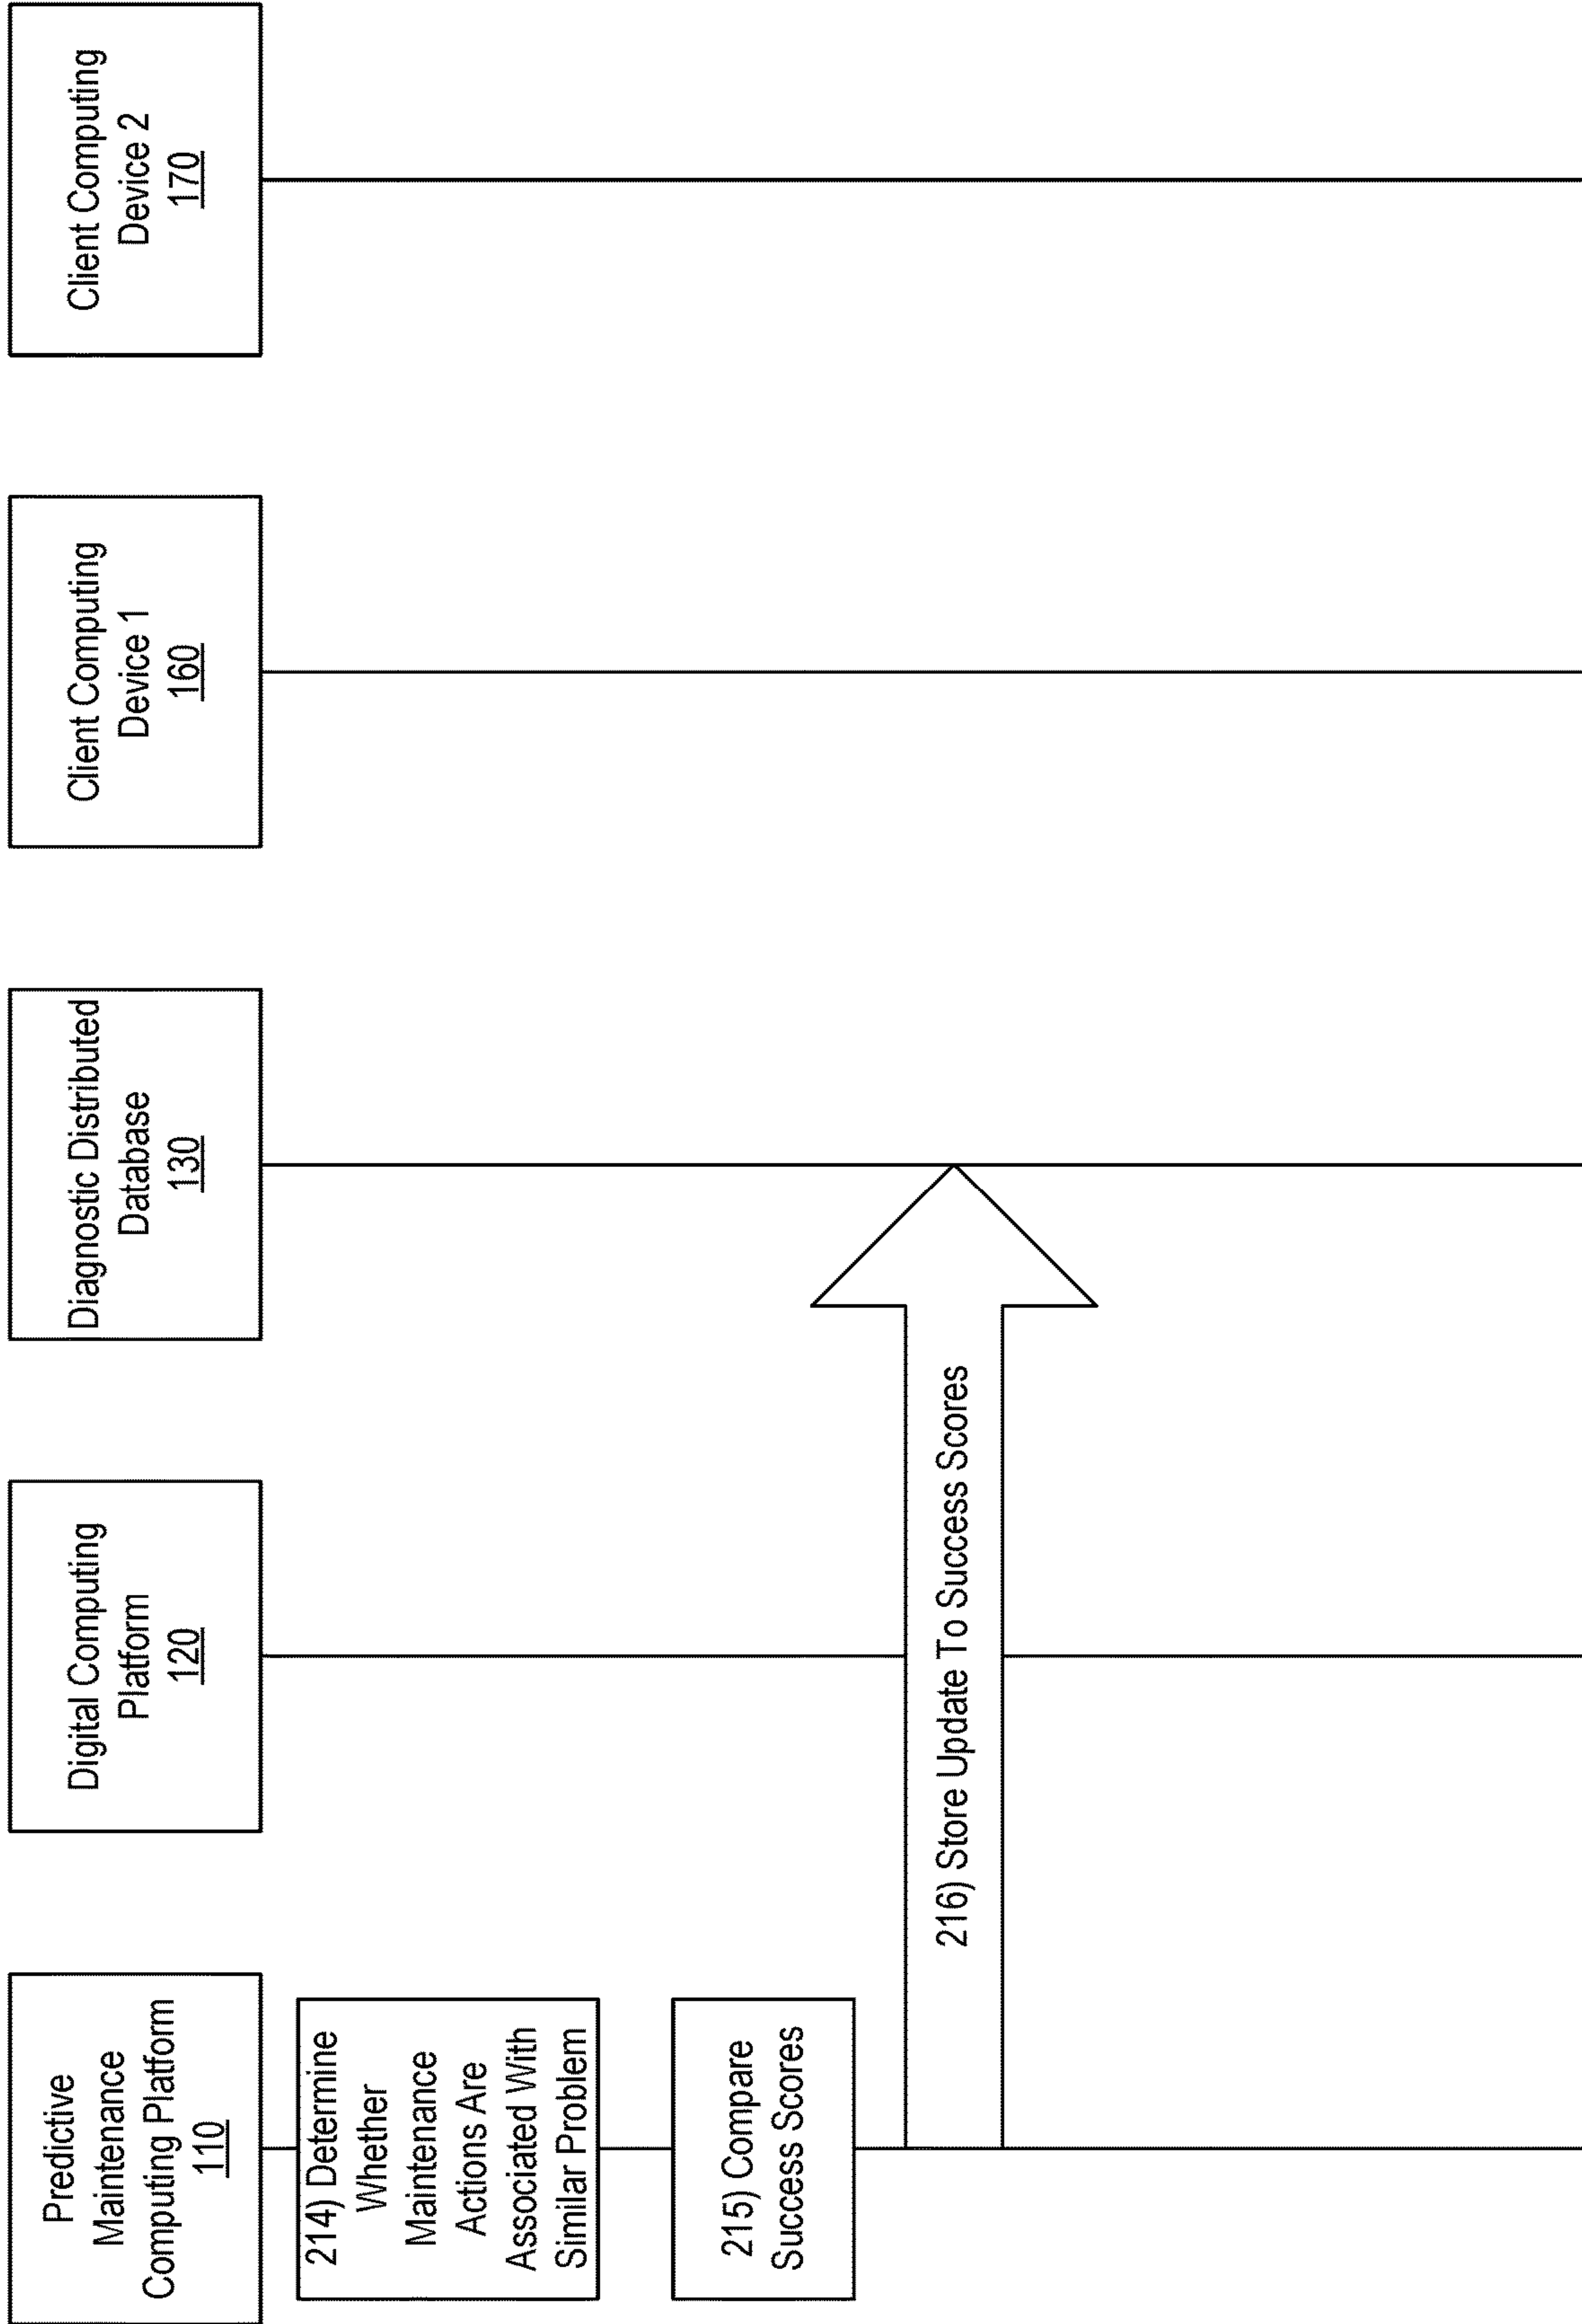 Predictive
Maintenance
Computing Platform
110
Digital Computing
Platform
120
Diagnostic Distributed
Database
130
Client Computing
Device 1
160
Client Computing
Device 2
170
214) Determine
Whether
Maintenance
Actions Are
Associated With
Similar Problem
215) Compare
Success Scores
216) Store Update To Success Scores